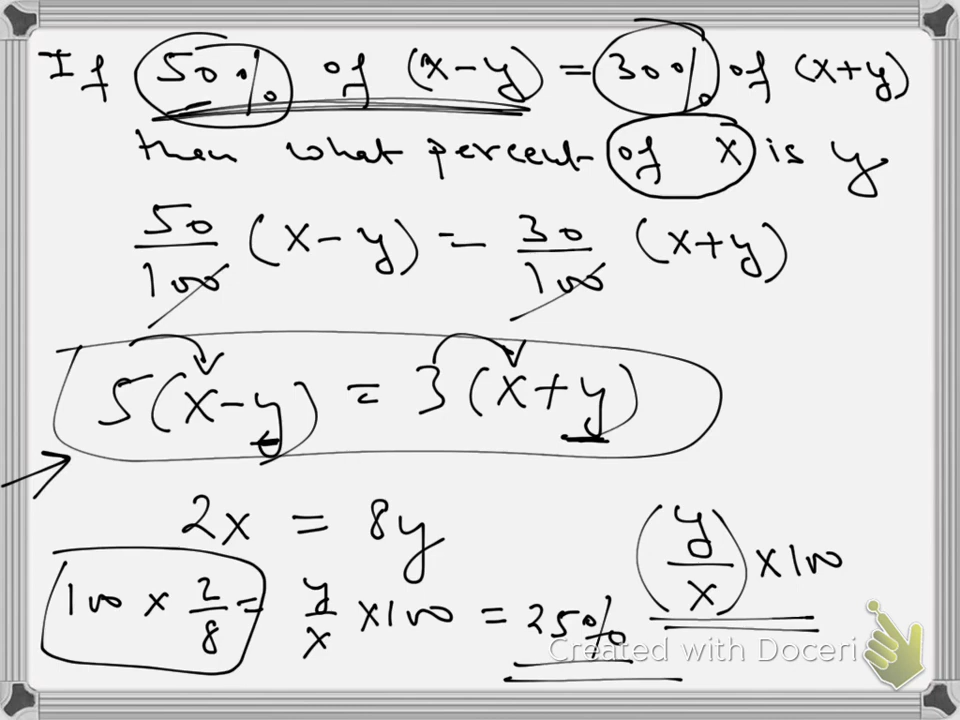 If 50% of (x-y) = 30% of (x+y)
then what percent of x is y
50/100 (x-y) = 30/100 (x+y)
5(x-y) = 3(x+y)
2x = 8y
(y/x) x100
100 x 2/8 = y/x x100 = 25%
Created with Doceri